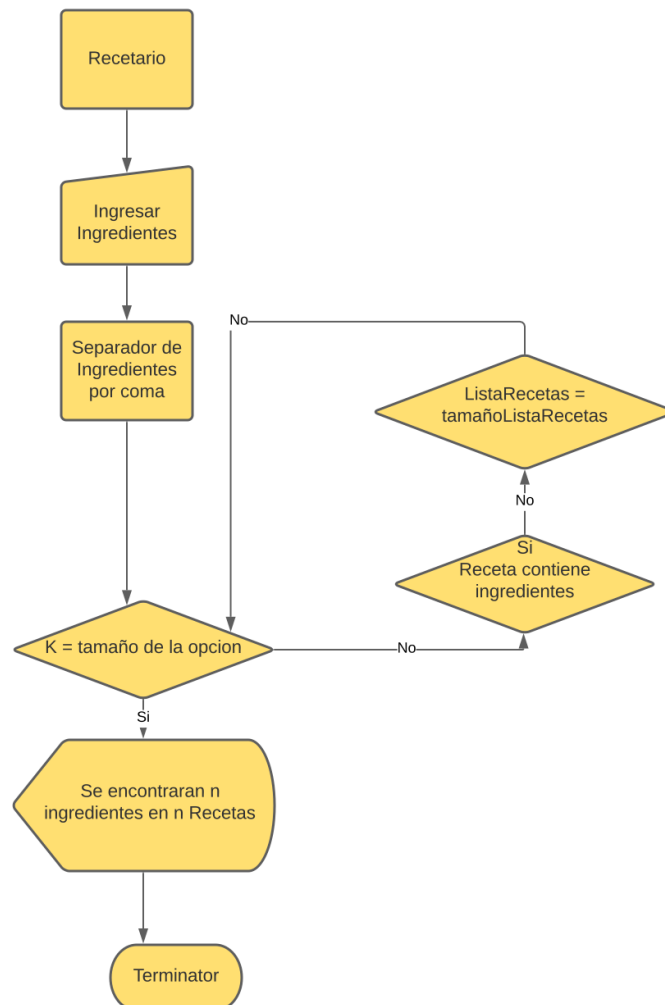 Recetario
Ingresar
Ingredientes
Separador de
Ingredientes
por coma
No
ListaRecetas =
tamañoListaRecetas
No
Si
Receta contiene
ingredientes
K = tamaño de la opcion
No
Si
Se encontraran n
ingredientes en n Recetas
Terminator